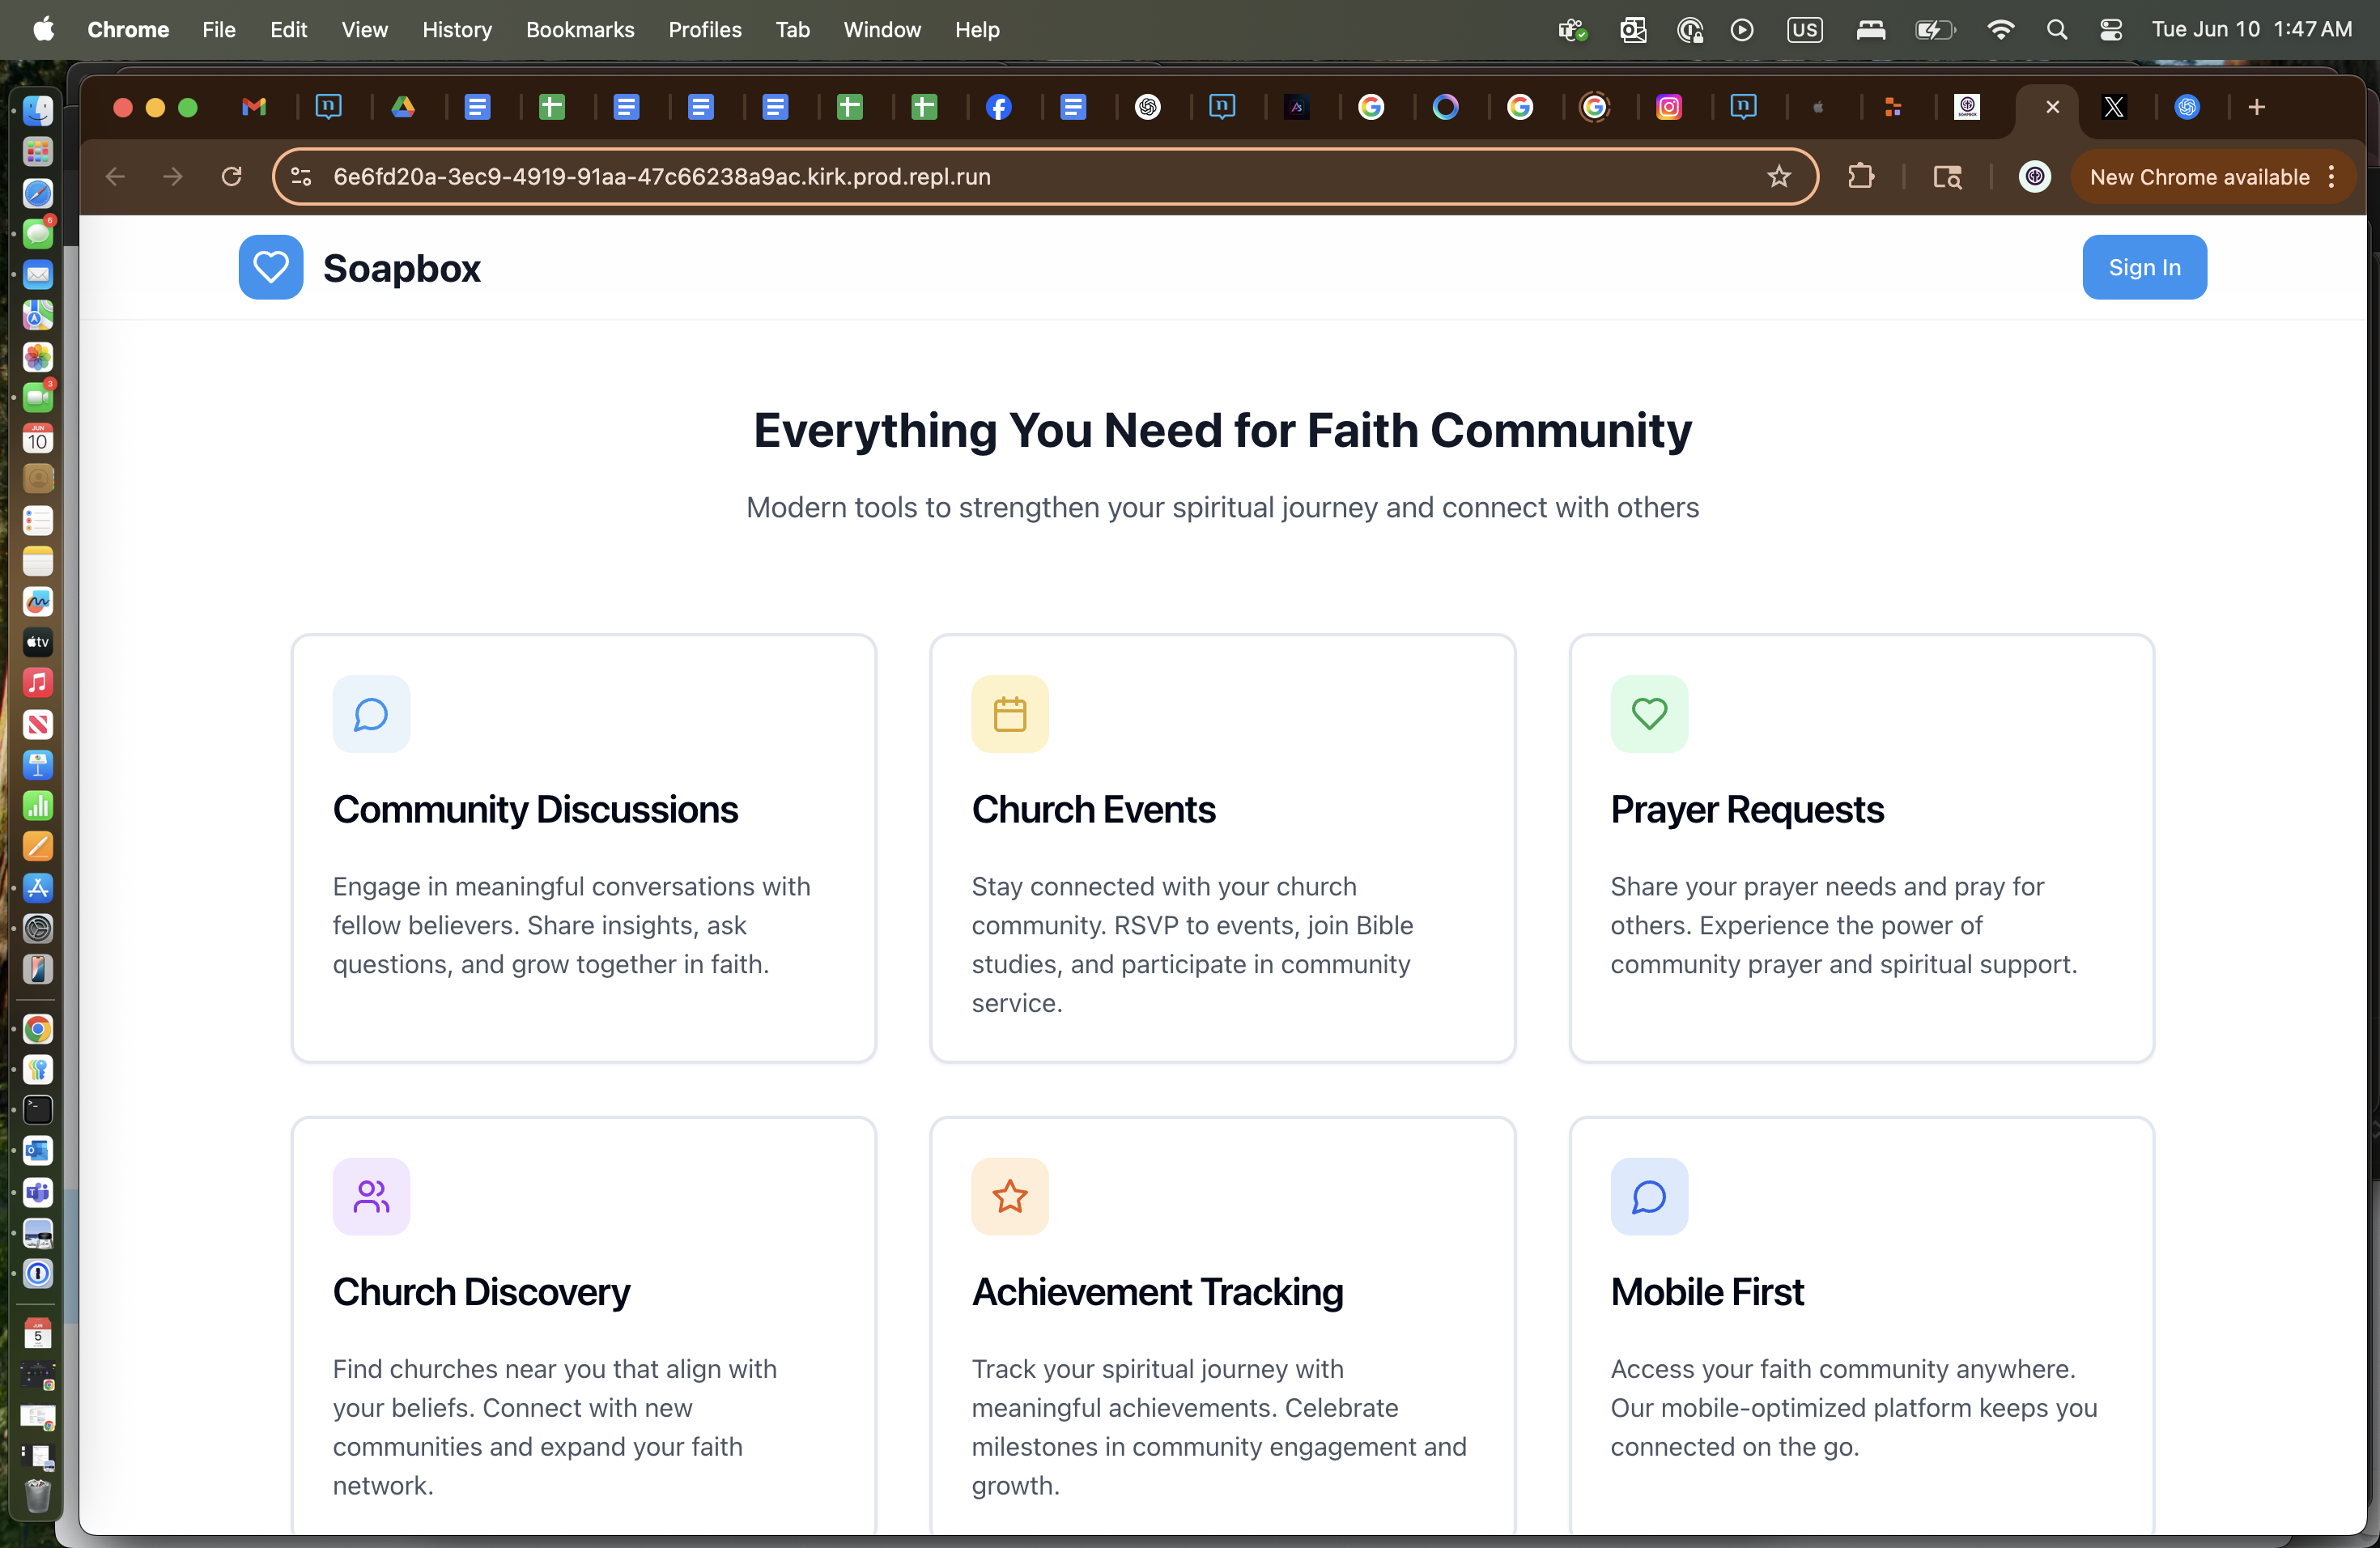 Chrome File Edit View History Bookmarks Profiles Tab Window Help US Tue Jun 10 1:47 AM
6e6fd20a-3ec9-4919-91aa-47c66238a9ac.kirk.prod.repl.run New Chrome available
Soapbox Sign In
Everything You Need for Faith Community
Modern tools to strengthen your spiritual journey and connect with others
Community Discussions
Engage in meaningful conversations with
fellow believers. Share insights, ask
questions, and grow together in faith.
Church Events
Stay connected with your church
community. RSVP to events, join Bible
studies, and participate in community
service.
Prayer Requests
Share your prayer needs and pray for
others. Experience the power of
community prayer and spiritual support.
Church Discovery
Find churches near you that align with
your beliefs. Connect with new
communities and expand your faith
network.
Achievement Tracking
Track your spiritual journey with
meaningful achievements. Celebrate
milestones in community engagement and
growth.
Mobile First
Access your faith community anywhere.
Our mobile-optimized platform keeps you
connected on the go.
6
3
JUN
10
tv
JUN
5